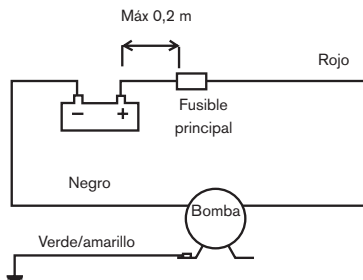 Máx 0,2 m
Rojo
− +
Fusible
principal
Negro
Bomba
Verde/amarillo